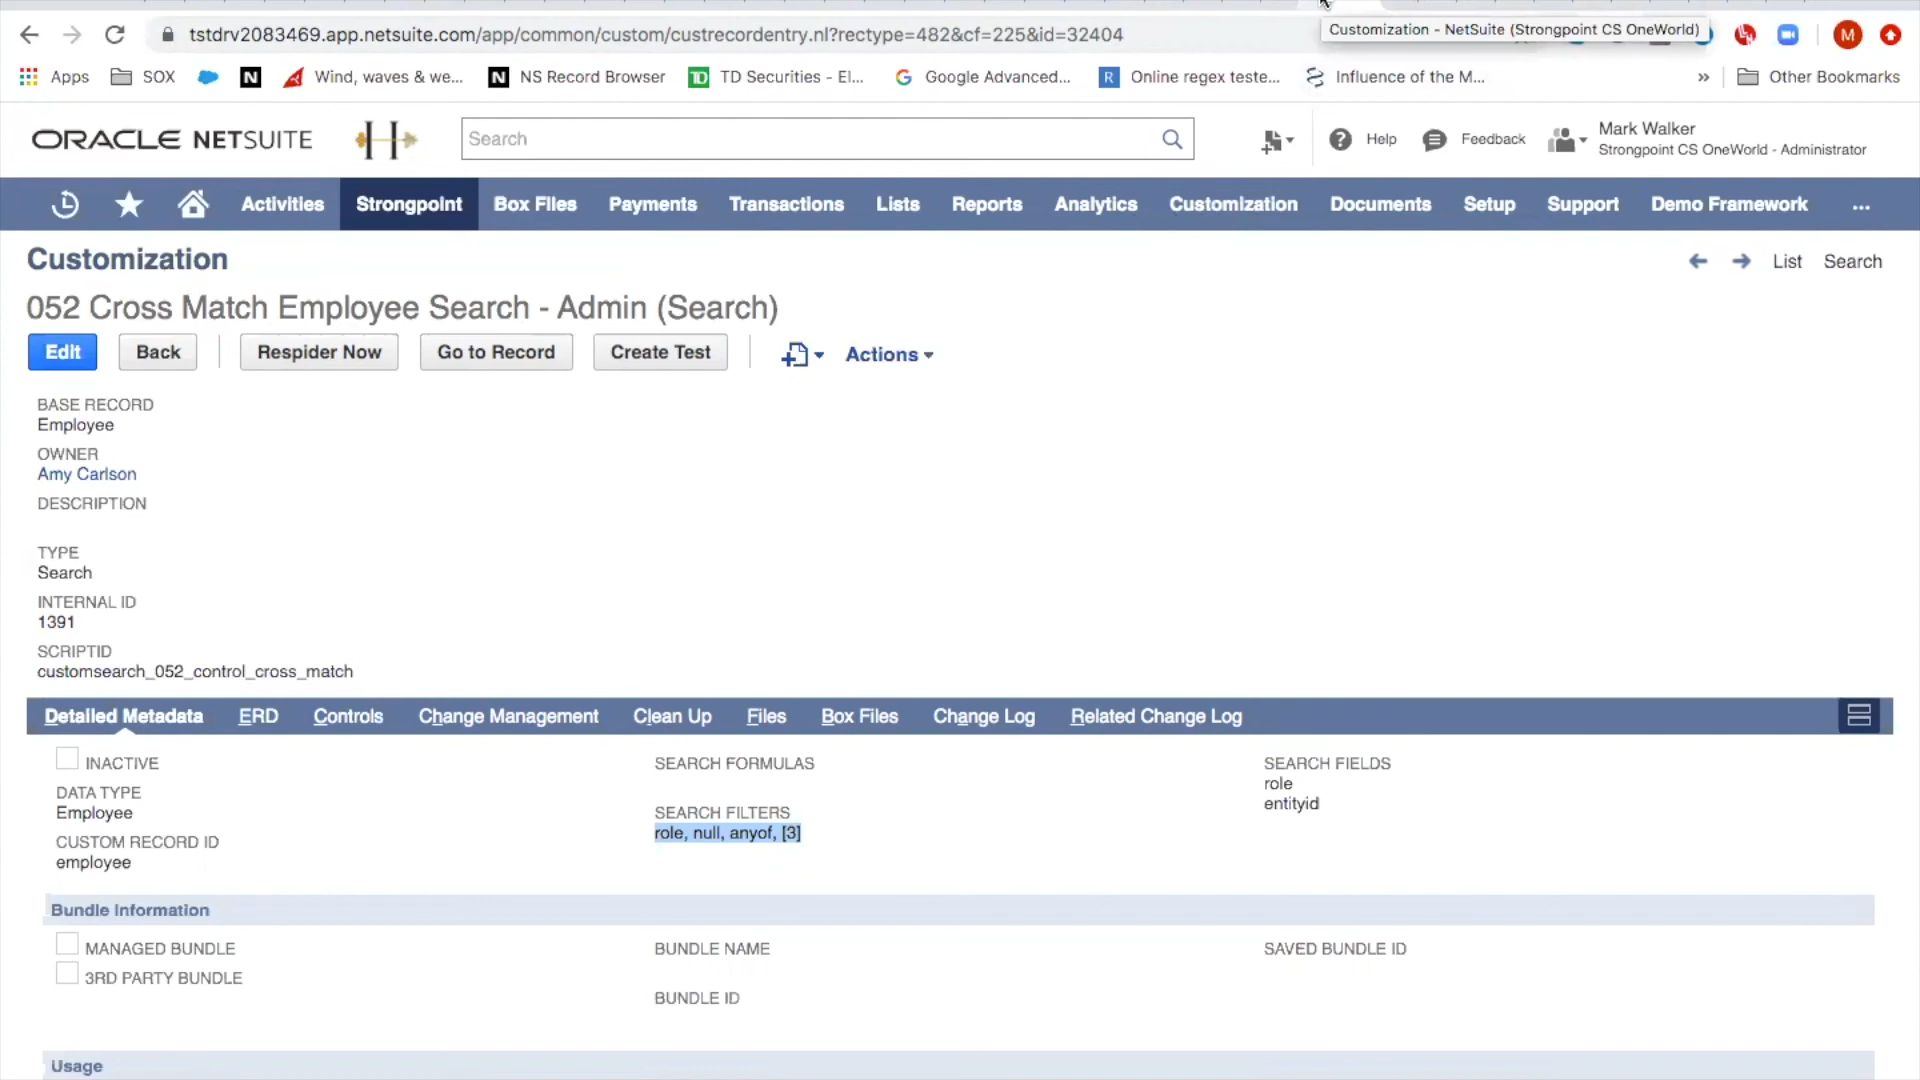 tstdrv2083469.app.netsuite.com/app/common/custom/custrecordentry.nl?rectype=482&cf=225&id=32404
Customization - NetSuite (Strongpoint CS OneWorld)
M
Apps
SOX
N
Wind, waves & we...
N NS Record Browser
TD TD Securities - El...
G Google Advanced...
R Online regex teste...
Influence of the M...
»
Other Bookmarks
ORACLE NETSUITE
Search
Help
Feedback
Mark Walker
Strongpoint CS OneWorld - Administrator
Activities
Strongpoint
Box Files
Payments
Transactions
Lists
Reports
Analytics
Customization
Documents
Setup
Support
Demo Framework
...
Customization
List
Search
052 Cross Match Employee Search - Admin (Search)
Edit
Back
Respider Now
Go to Record
Create Test
Actions
BASE RECORD
Employee
OWNER
Amy Carlson
DESCRIPTION
TYPE
Search
INTERNAL ID
1391
SCRIPTID
customsearch_052_control_cross_match
Detailed Metadata
ERD
Controls
Change Management
Clean Up
Files
Box Files
Change Log
Related Change Log
INACTIVE
DATA TYPE
Employee
CUSTOM RECORD ID
employee
SEARCH FORMULAS
SEARCH FILTERS
role, null, anyof, [3]
SEARCH FIELDS
role
entityid
Bundle Information
MANAGED BUNDLE
3RD PARTY BUNDLE
BUNDLE NAME
BUNDLE ID
SAVED BUNDLE ID
Usage